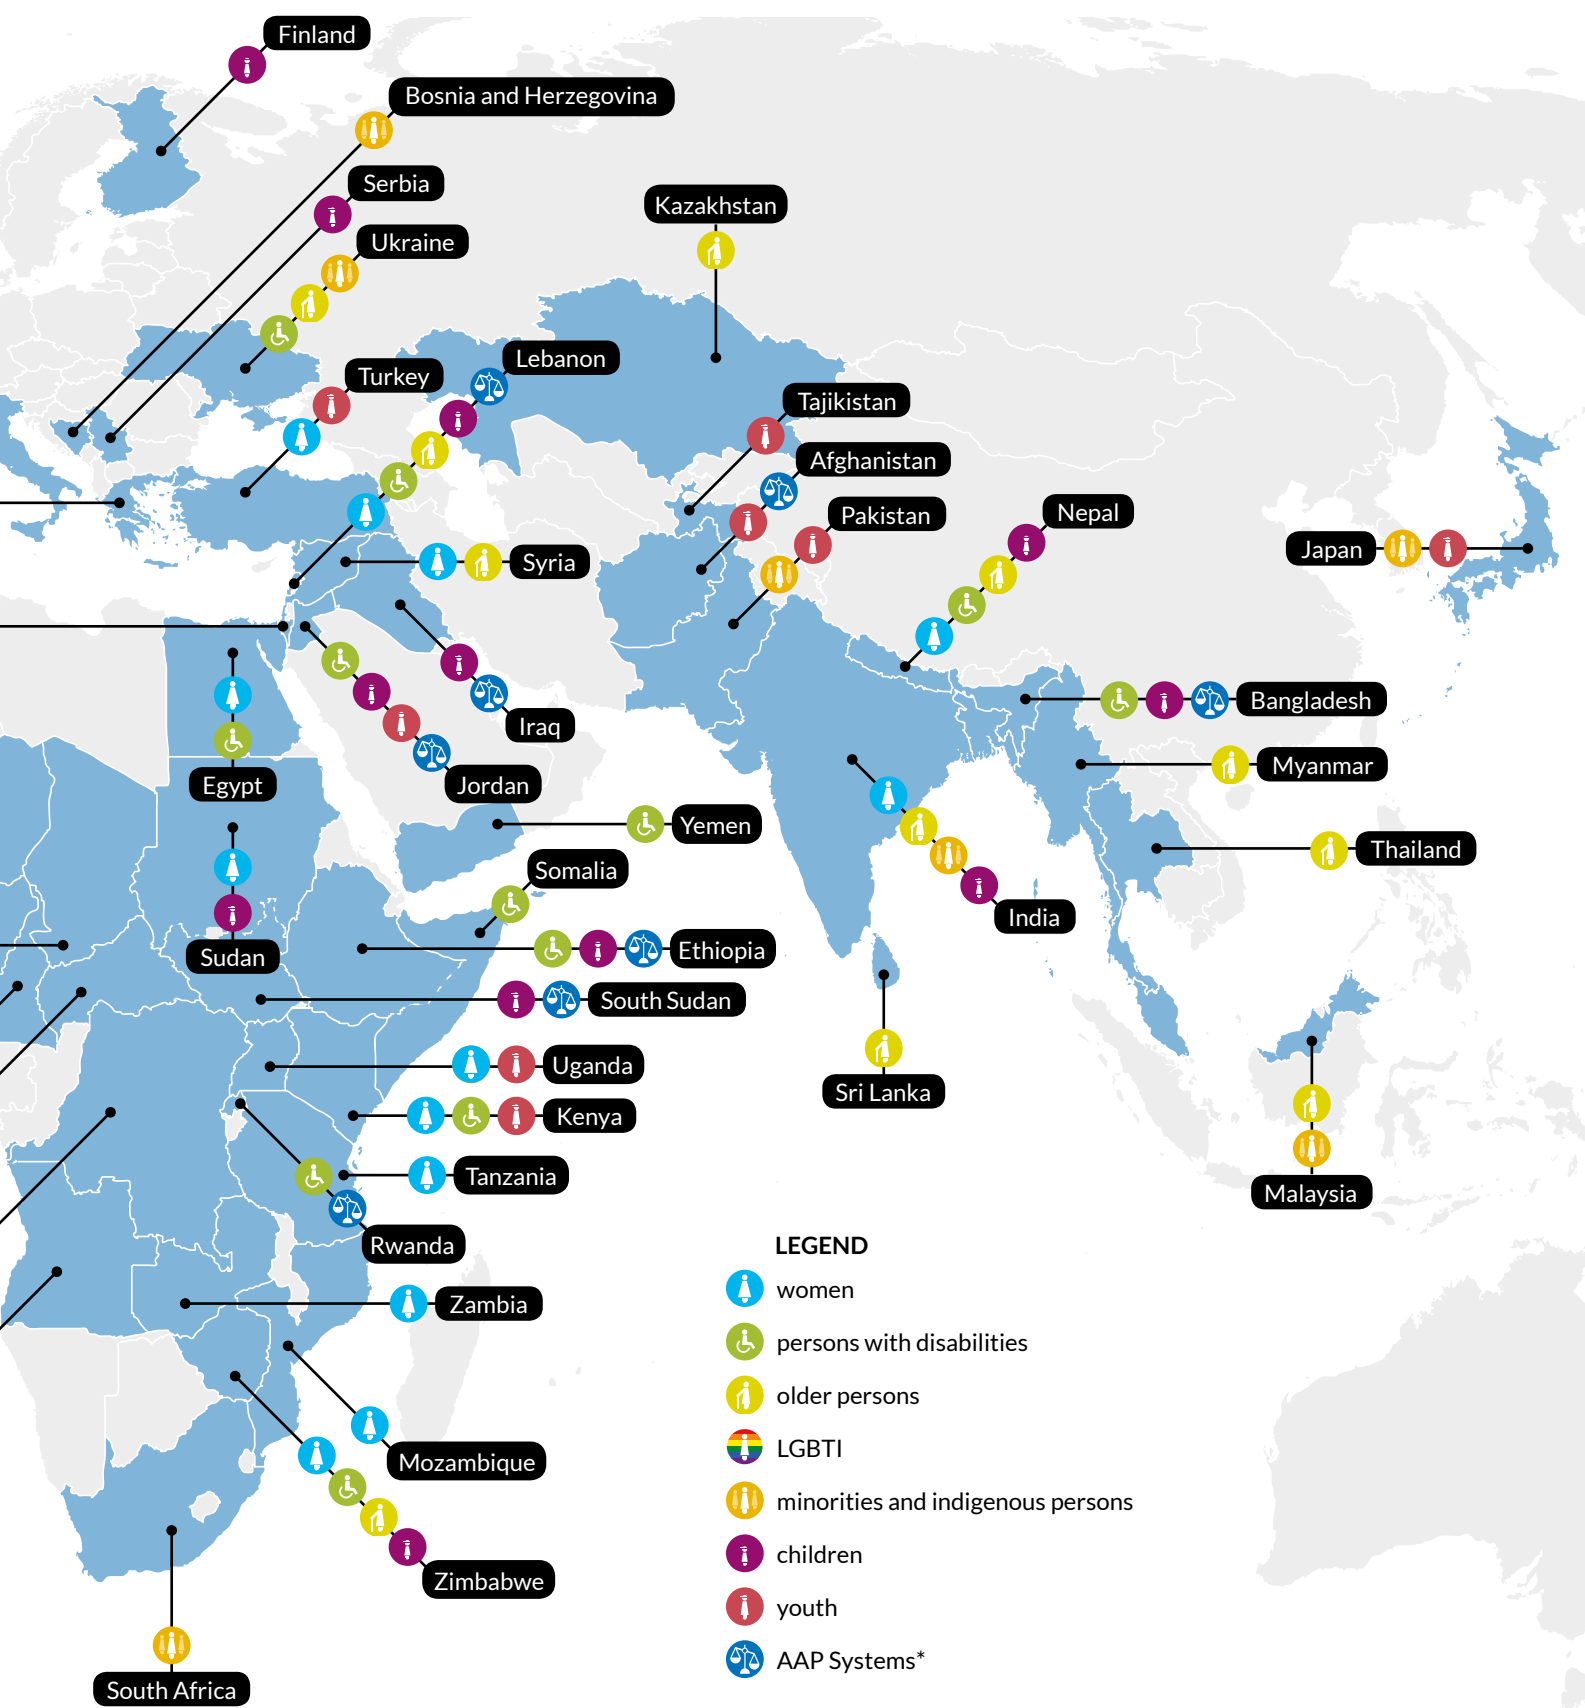 Finland
Bosnia and Herzegovina
Serbia
Kazakhstan
Ukraine
Lebanon
Turkey
Tajikistan
Afghanistan
Pakistan
Nepal
Japan
Syria
Bangladesh
Iraq
Myanmar
Egypt
Jordan
Yemen
Thailand
Somalia
India
Sudan
Ethiopia
South Sudan
Uganda
Sri Lanka
Kenya
Tanzania
Malaysia
Rwanda
LEGEND
women
Zambia
persons with disabilities
older persons
LGBTI
Mozambique
minorities and indigenous persons
children
Zimbabwe
youth
AAP Systems*
South Africa